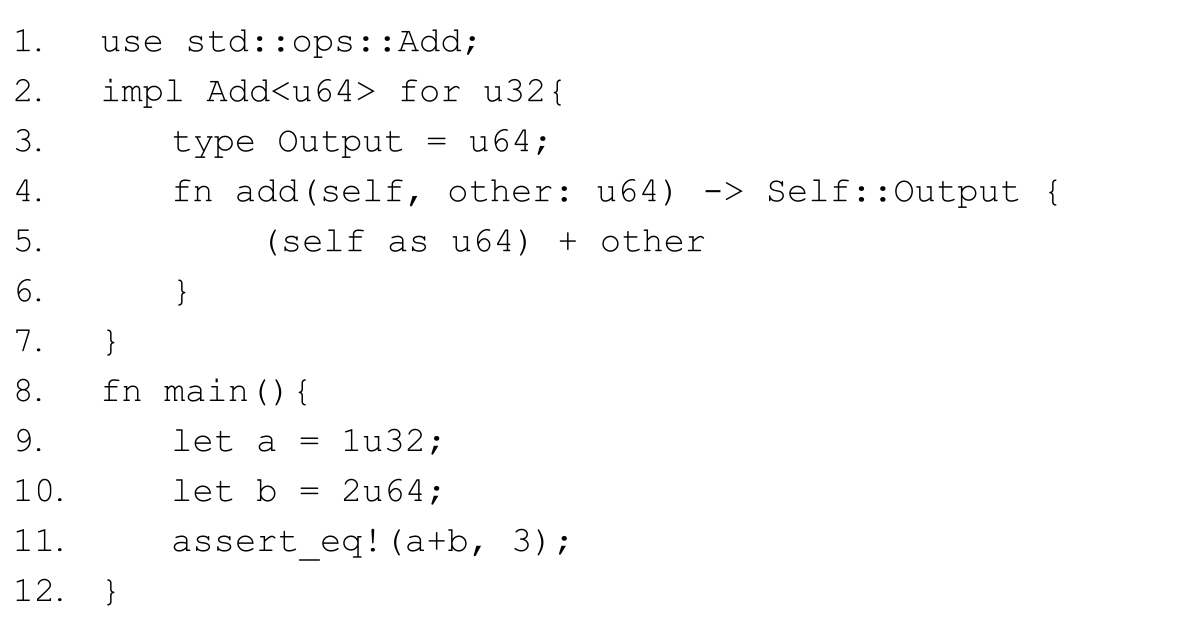 1. use std::ops::Add;
2. impl Add<u64> for u32{
3. type Output = u64;
4. fn add(self, other: u64) -> Self::Output {
5. (self as u64) + other
6. }
7. }
8. fn main(){
9. let a = 1u32;
10. let b = 2u64;
11. assert_eq!(a+b, 3);
12. }